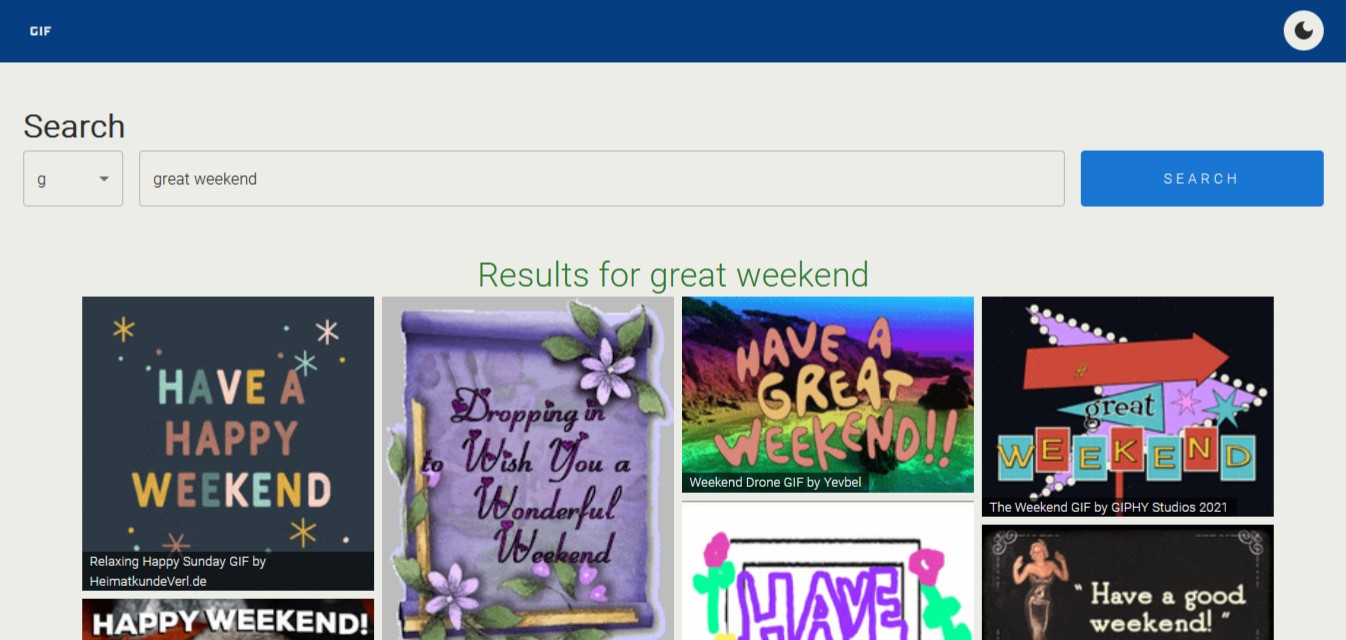 GIF
Search
g
great weekend
SEARCH
Results for great weekend
HAVE A
HAPPY
WEEKEND
Relaxing Happy Sunday GIF by
HeimatkundeVerl.de
HAPPY WEEKEND!
Dropping in
to Wish You a
Wonderful
Weekend
HAVE A
GREAT
WEEKEND!!
Weekend Drone GIF by Yevbel
HAVE
great
WEEKEND
The Weekend GIF by GIPHY Studios 2021
" Have a good
weekend! "